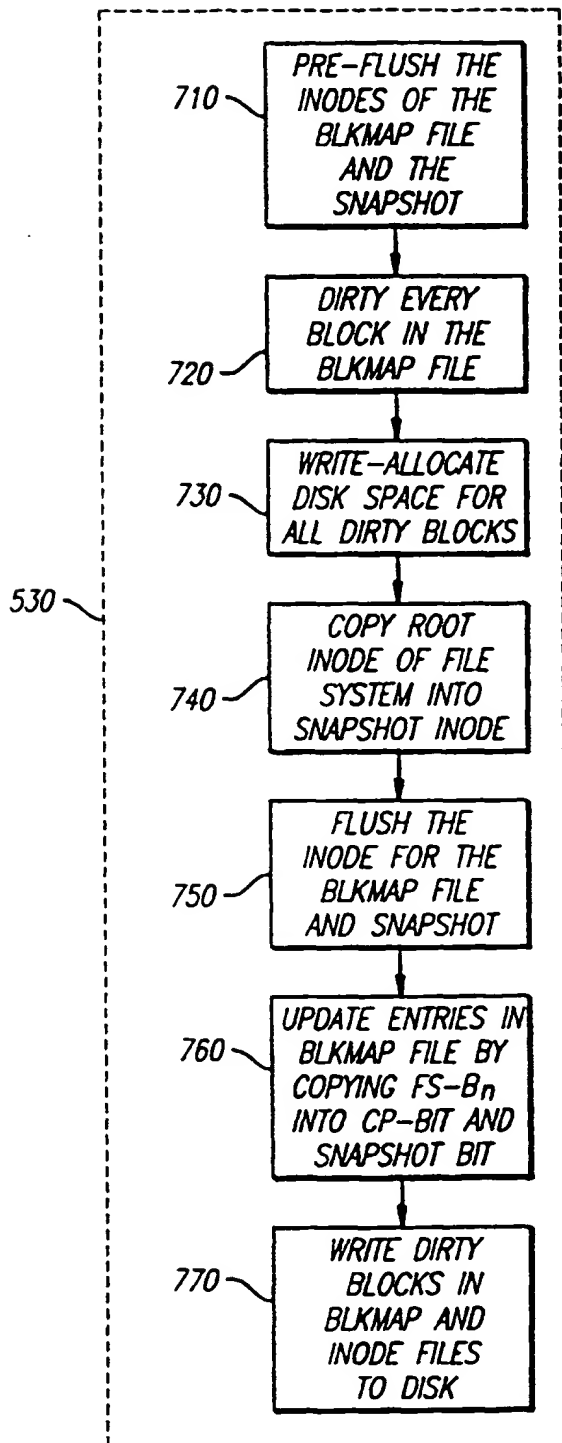 710
PRE-FLUSH THE
INODES OF THE
BLKMAP FILE
AND THE
SNAPSHOT
720
DIRTY EVERY
BLOCK IN THE
BLKMAP FILE
730
WRITE-ALLOCATE
DISK SPACE FOR
ALL DIRTY BLOCKS
530
740
COPY ROOT
INODE OF FILE
SYSTEM INTO
SNAPSHOT INODE
750
FLUSH THE
INODE FOR THE
BLKMAP FILE
AND SNAPSHOT
760
UPDATE ENTRIES IN
BLKMAP FILE BY
COPYING FS-Bn
INTO CP-BIT AND
SNAPSHOT BIT
770
WRITE DIRTY
BLOCKS IN
BLKMAP AND
INODE FILES
TO DISK